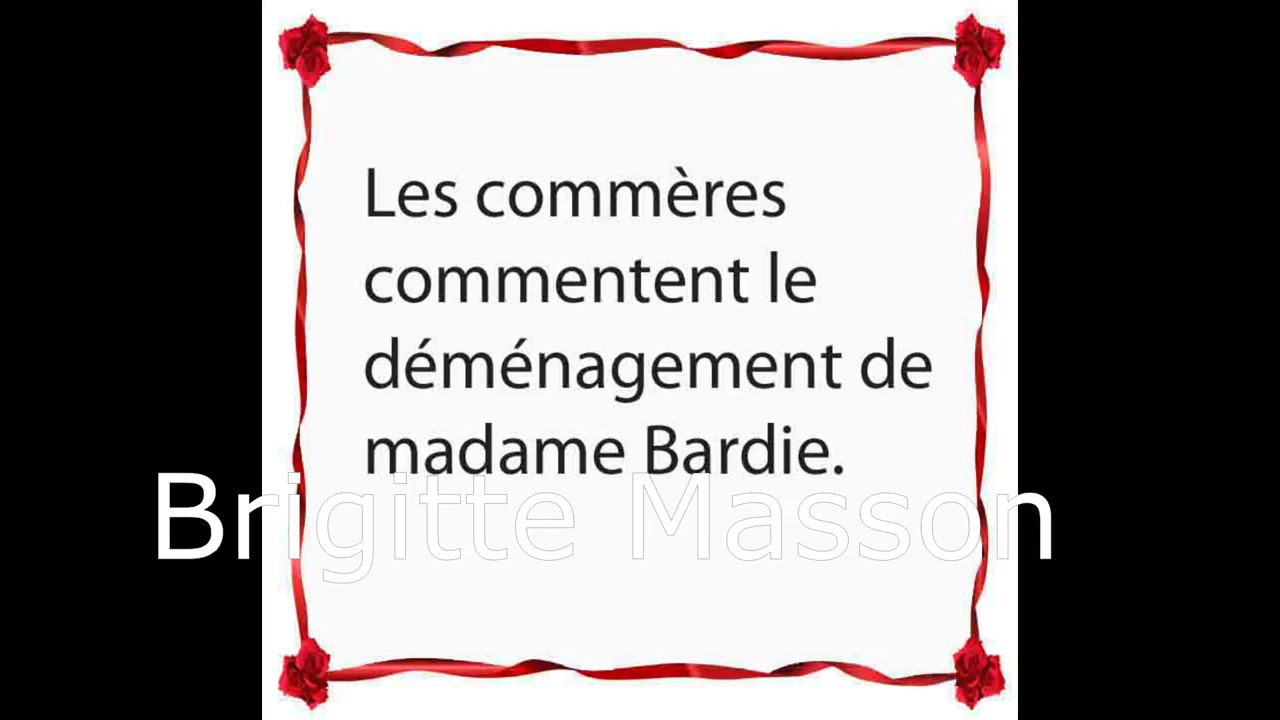 Les commères
commentent le
déménagement de
madame Bardie.
Brigitte Masson